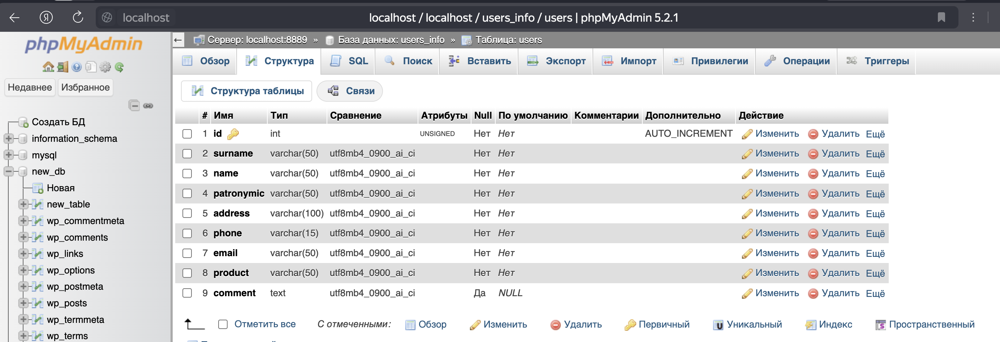 localhost
localhost / localhost / users_info / users | phpMyAdmin 5.2.1
phpMyAdmin
Недавнее Избранное
Создать БД
information_schema
mysql
new_db
Новая
new_table
wp_commentmeta
wp_comments
wp_links
wp_options
wp_postmeta
wp_posts
wp_termmeta
wp_terms
Сервер: localhost:8889 » База данных: users_info » Таблица: users
Обзор Структура SQL Поиск Вставить Экспорт Импорт Привилегии Операции Триггеры
Структура таблицы Связи
# Имя Тип Сравнение Атрибуты Null По умолчанию Комментарии Дополнительно Действие
1 id int UNSIGNED Нет Нет AUTO_INCREMENT Изменить Удалить Ещё
2 surname varchar(50) utf8mb4_0900_ai_ci Нет Нет Изменить Удалить Ещё
3 name varchar(50) utf8mb4_0900_ai_ci Нет Нет Изменить Удалить Ещё
4 patronymic varchar(50) utf8mb4_0900_ai_ci Нет Нет Изменить Удалить Ещё
5 address varchar(100) utf8mb4_0900_ai_ci Нет Нет Изменить Удалить Ещё
6 phone varchar(15) utf8mb4_0900_ai_ci Нет Нет Изменить Удалить Ещё
7 email varchar(50) utf8mb4_0900_ai_ci Нет Нет Изменить Удалить Ещё
8 product varchar(50) utf8mb4_0900_ai_ci Нет Нет Изменить Удалить Ещё
9 comment text utf8mb4_0900_ai_ci Да NULL Изменить Удалить Ещё
Отметить все С отмеченными: Обзор Изменить Удалить Первичный Уникальный Индекс Пространственный